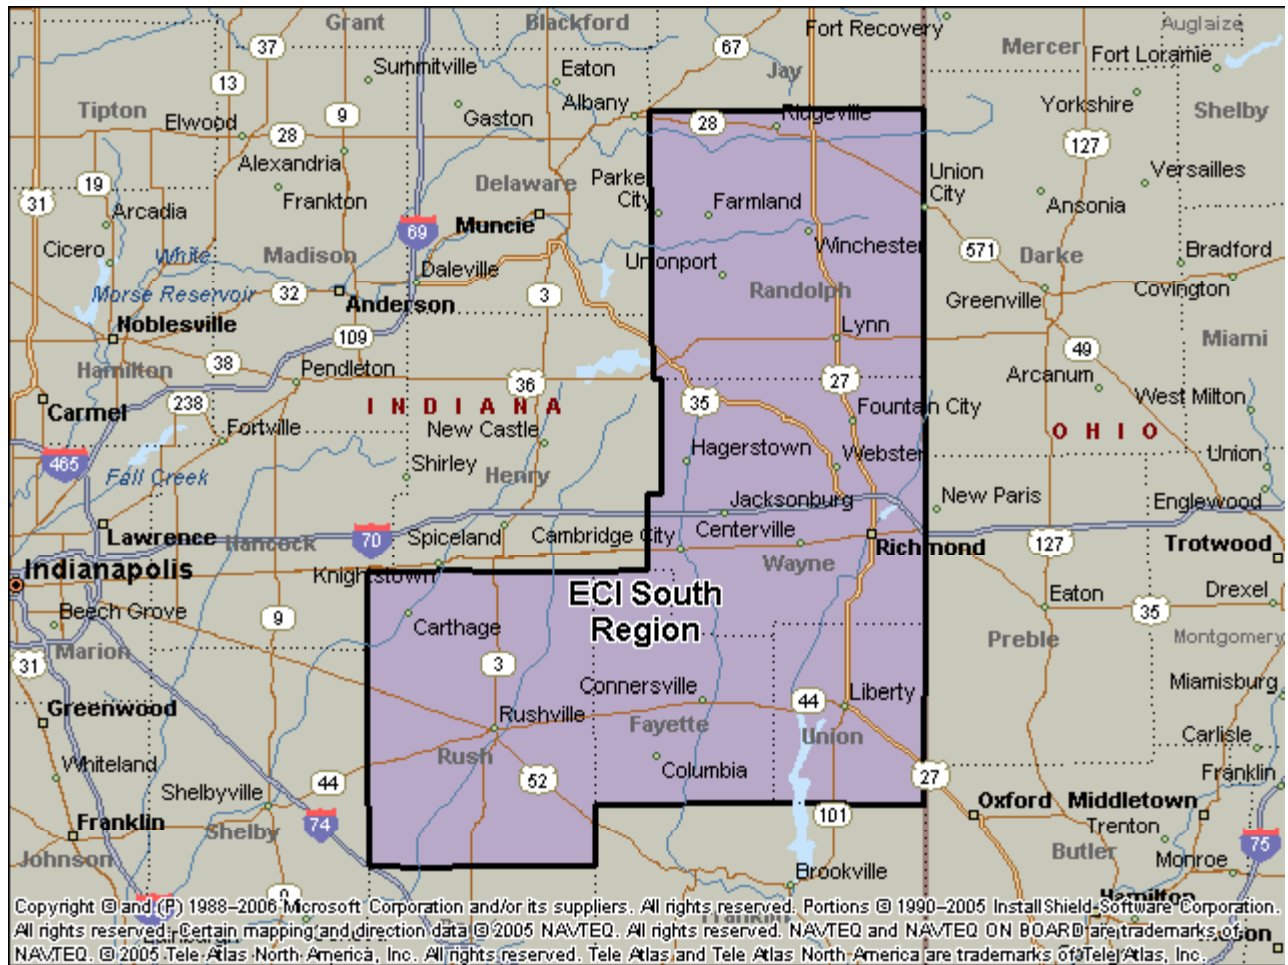 Grant
Blackford
Auglaize
Fort Recovery
Mercer
37
67
Fort Loramie
Summitville
Eaton
Jay
13
Albany
Yorkshire
Shelby
Tipton
9
Gaston
Ridgeville
Elwood
28
28
127
Alexandria
Versailles
19
Delaware
Parker
City
Union
City
31
Arcadia
Frankton
Farmland
Ansonia
Muncie
69
Cicero
White
Madison
Winchester
571
Darke
Bradford
Daleville
Unionport
Morse Reservoir
32
Anderson
3
Randolph
Greenville
Covington
Noblesville
109
Lynn
Miami
Hamilton
38
Pendleton
49
36
27
Arcanum
Carmel
238
INDIANA
35
Fountain City
West Milton
Fortville
New Castle
OHIO
465
Hagerstown
Webster
Union
Fall Creek
Shirley
Henry
Jacksonburg
New Paris
Englewood
Lawrence
Hancock
70
Spiceland
Cambridge City
Centerville
Richmond
127
Trotwood
Indianapolis
Knightstown
Wayne
ECI South
Region
Eaton
Drexel
Beech Grove
9
Carthage
35
Marion
Preble
Montgomery
31
3
Connersville
44
Liberty
Miamisburg
Greenwood
Rushville
Fayette
Union
Carlisle
Whiteland
Rush
Columbia
44
52
27
Franklin
Shelbyville
101
Oxford
Middletown
Franklin
74
Trenton
Shelby
75
Johnson
Butler
Monroe
Brookville
Hamilton
Copyright © and (P) 1988–2006 Microsoft Corporation and/or its suppliers. All rights reserved. Portions © 1990–2005 InstallShield Software Corporation.
All rights reserved. Certain mapping and direction data © 2005 NAVTEQ. All rights reserved. NAVTEQ and NAVTEQ ON BOARD are trademarks of
NAVTEQ. © 2005 Tele Atlas North America, Inc. All rights reserved. Tele Atlas and Tele Atlas North America are trademarks of Tele Atlas, Inc.